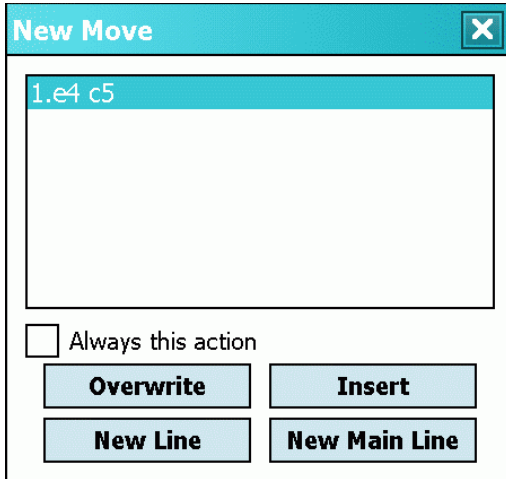 New Move
1.e4 c5
Always this action
Overwrite
Insert
New Line
New Main Line